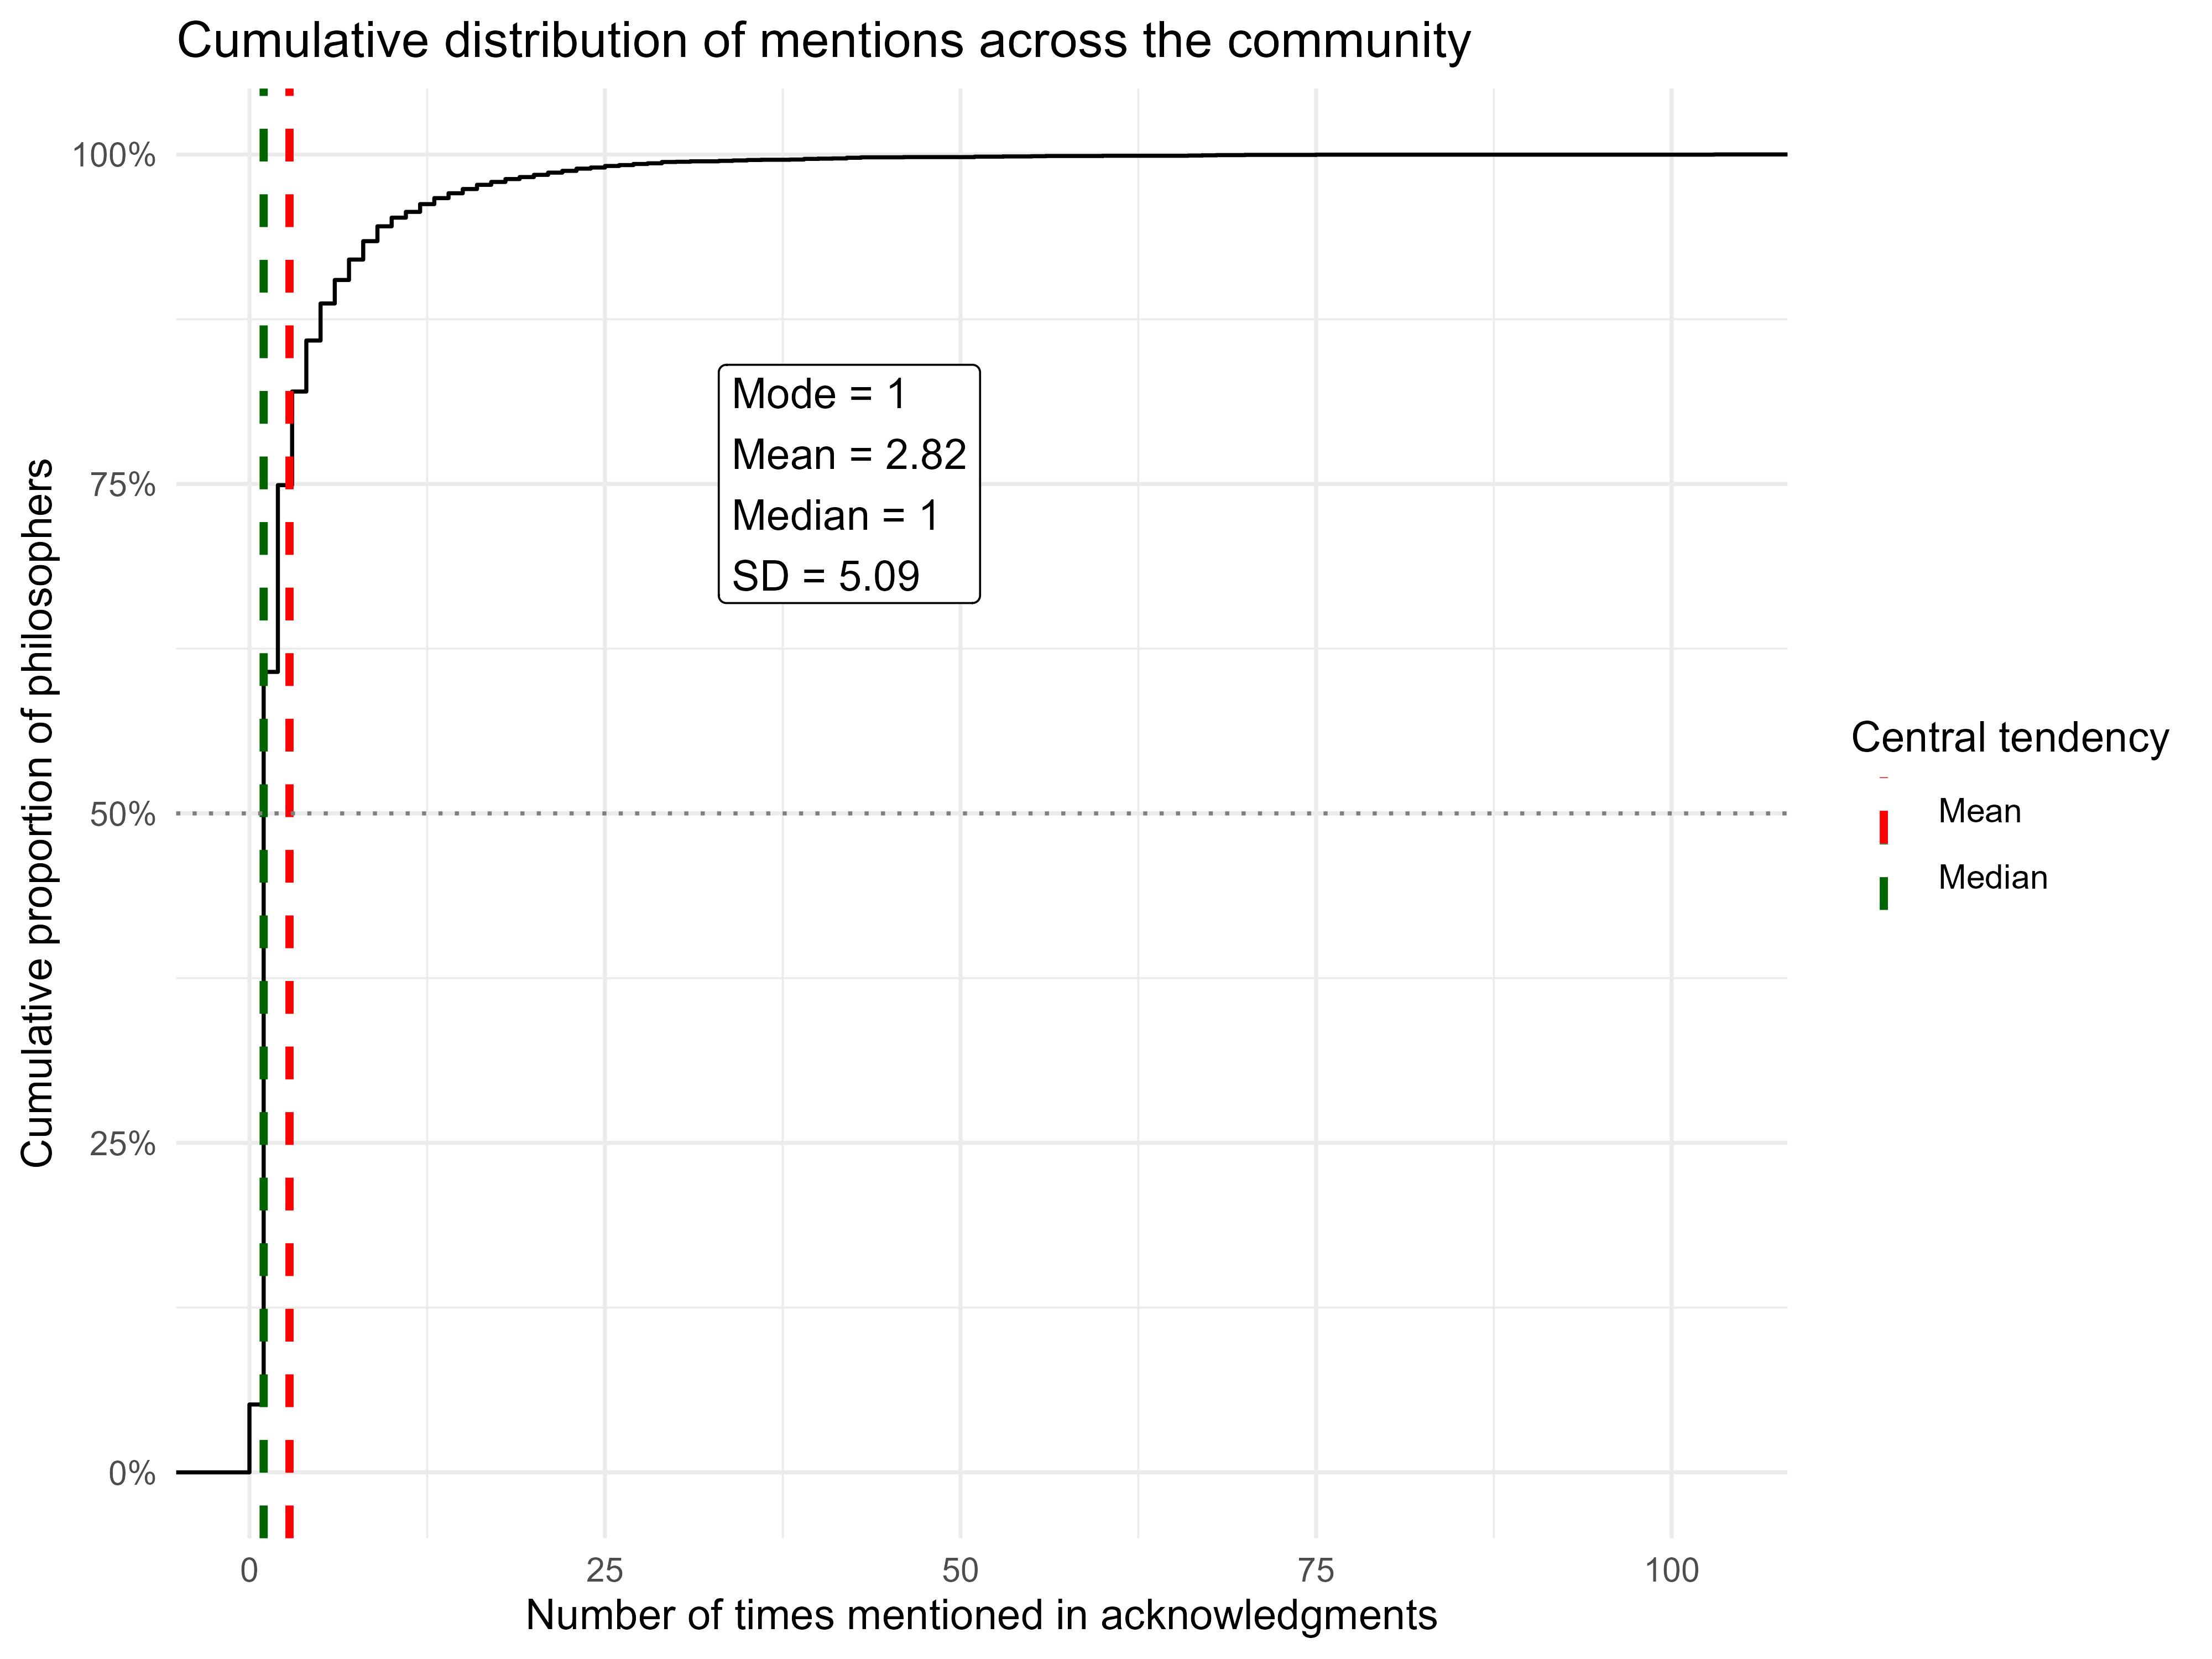 Cumulative distribution of mentions across the community
Cumulative proportion of philosophers
100%
75%
50%
25%
0%
Mode = 1
Mean = 2.82
Median = 1
SD = 5.09
Central tendency
Mean
Median
0 25 50 75 100
Number of times mentioned in acknowledgments